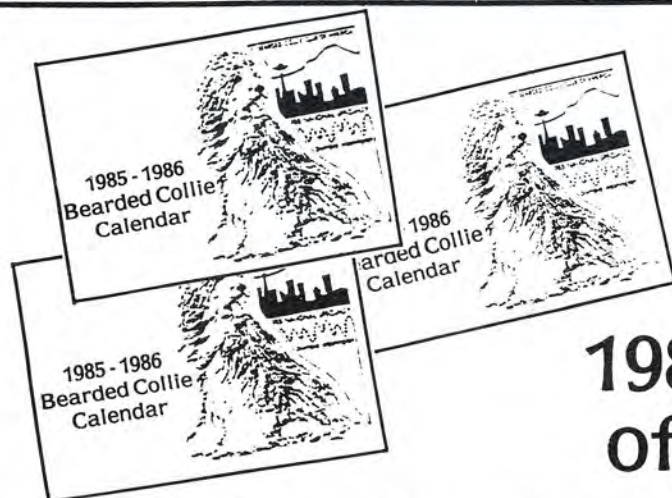 1985 - 1986
Bearded Collie
Calendar
1986
arded Collie
Calendar
1985 - 1986
Bearded Collie
Calendar
198
of